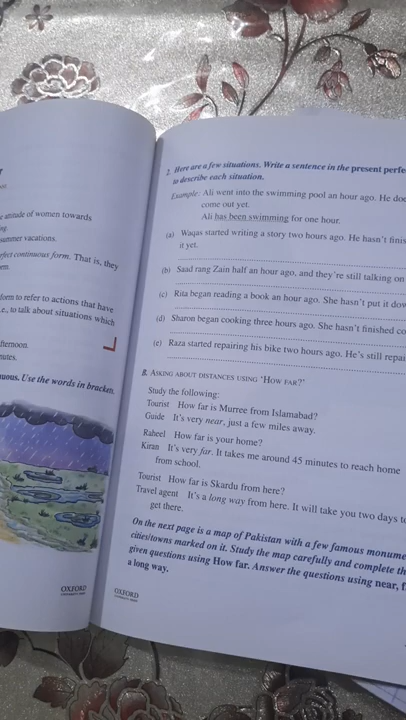 e attitude of women towards
summer vacations.
rfect continuous form. That is, they
form to refer to actions that have
.e., to talk about situations which
fternoon.
nutes.
uous. Use the words in bracket
OXFORD
2. Here are a few situations. Write a sentence in the present perfe
to describe each situation.
Example: Ali went into the swimming pool an hour ago. He doe
come out yet.
Ali has been swimming for one hour.
(a) Waqas started writing a story two hours ago. He hasn't finis
it yet.
(b) Saad rang Zain half an hour ago, and they're still talking on
(c) Rita began reading a book an hour ago. She hasn't put it dow
(d) Sharon began cooking three hours ago. She hasn't finished co
(e) Raza started repairing his bike two hours ago. He's still repai
B. ASKING ABOUT DISTANCES USING 'HOW FAR?'
Study the following:
Tourist How far is Murree from Islamabad?
Guide It's very near, just a few miles away.
Raheel How far is your home?
Kiran It's very far. It takes me around 45 minutes to reach home
from school.
Tourist How far is Skardu from here?
Travel agent It's a long way from here. It will take you two days to
get there.
On the next page is a map of Pakistan with a few famous monume
cities/towns marked on it. Study the map carefully and complete th
given questions using How far. Answer the questions using near, f
a long way.
OXFORD